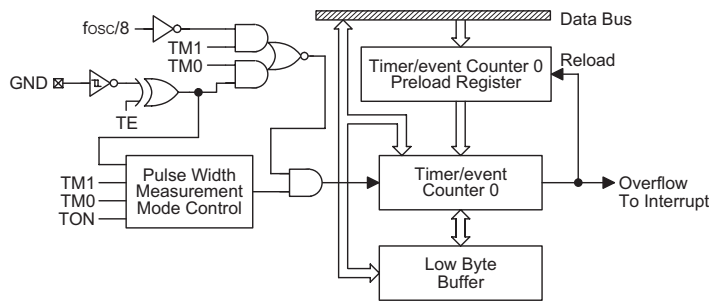 fosc/8
TM1
TM0
GND
TE
TM1
TM0
TON
Pulse Width
Measurement
Mode Control
Data Bus
Timer/event Counter 0
Preload Register
Reload
Timer/event
Counter 0
Overflow
To Interrupt
Low Byte
Buffer